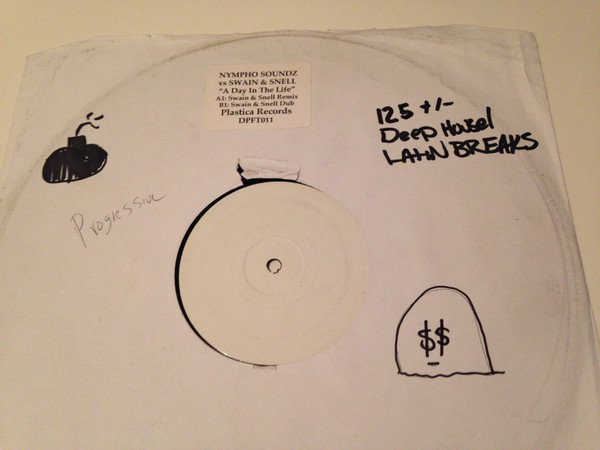 NYMPHO SOUNDZ
vs SWAIN & SNELL
"A Day In The Life"
A1: Swain & Snell Remix
B1: Swain & Snell Dub
Plastica Records
DPFT011
125 +/-
Deep House/
LATIN BREAKS
Progressive
$$